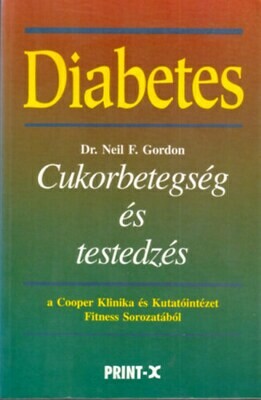 Diabetes
Dr. Neil F. Gordon
Cukorbetegség
és
testedzés
a Cooper Klinika és Kutatóintézet
Fitness Sorozatából
PRINT-X